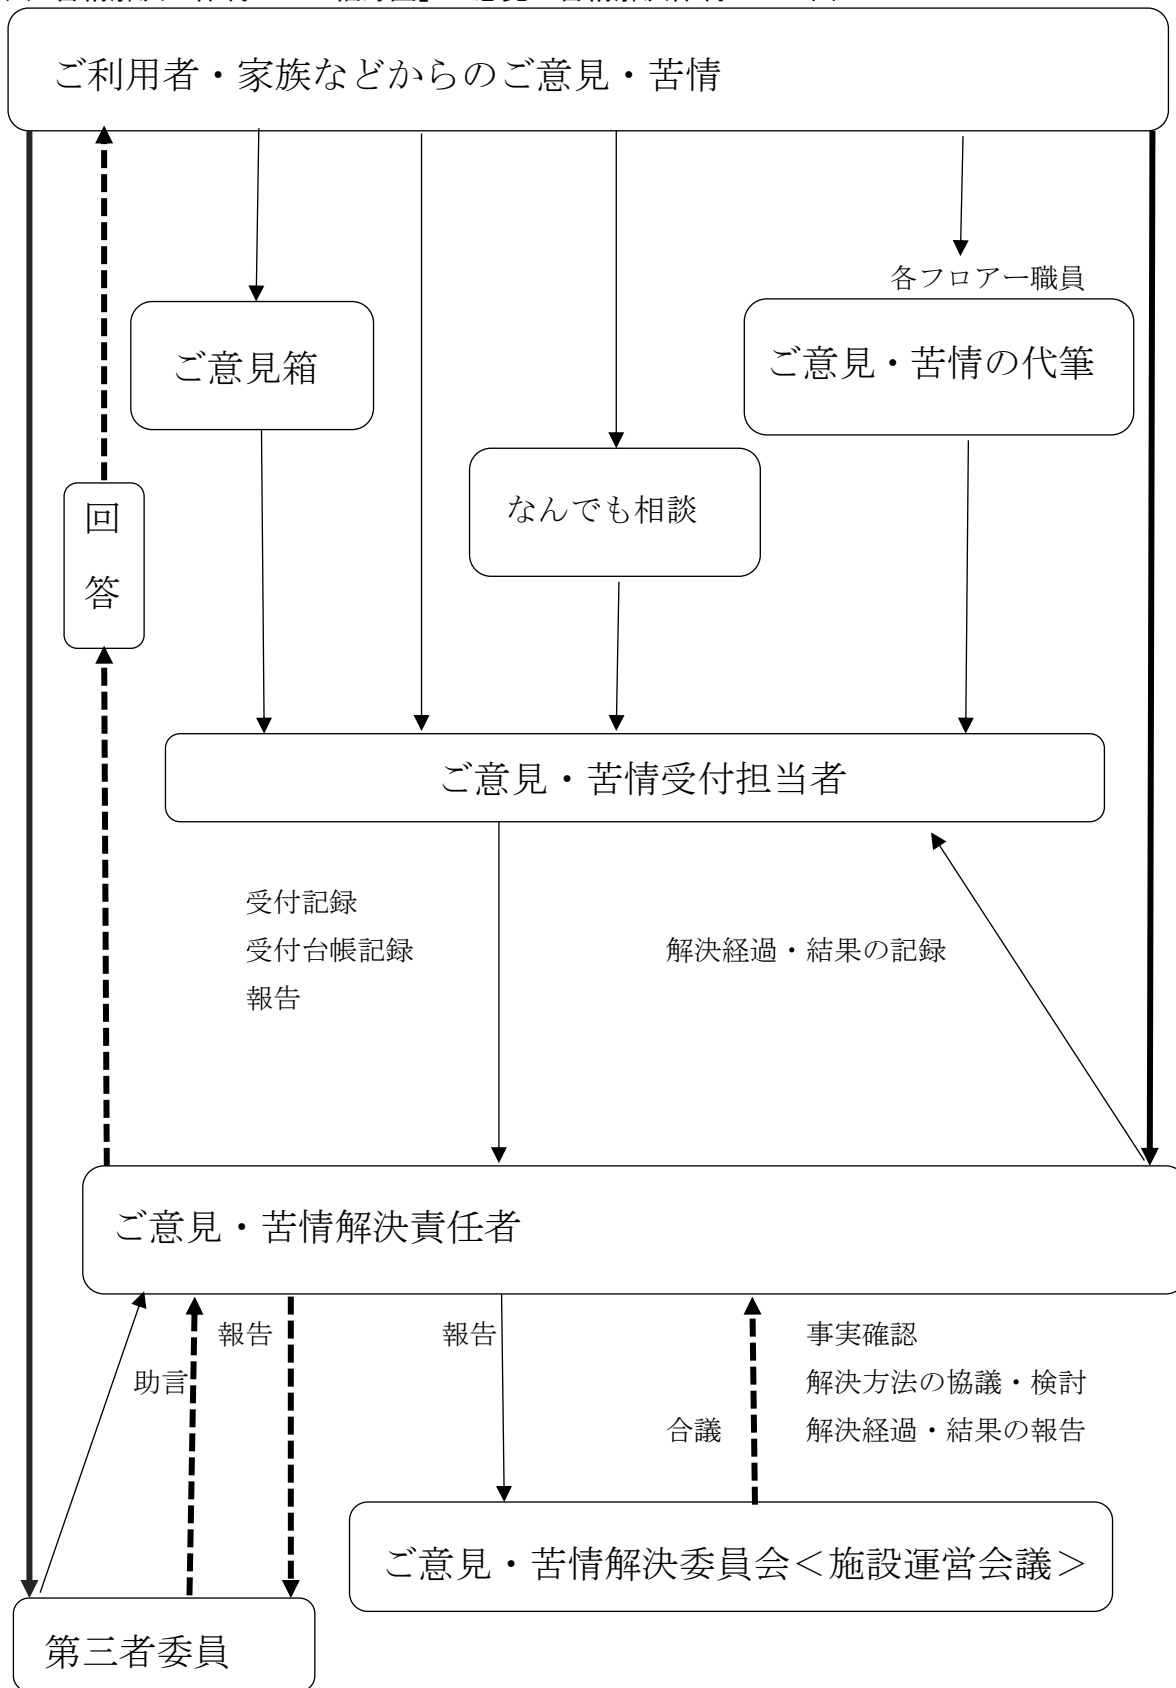 ご利用者・家族などからのご意見・苦情
各フロアー職員
ご意見箱
ご意見・苦情の代筆
なんでも相談
回
答
ご意見・苦情受付担当者
受付記録
受付台帳記録
解決経過・結果の記録
報告
ご意見・苦情解決責任者
報告
報告
事実確認
助言
解決方法の協議・検討
合議
解決経過・結果の報告
ご意見・苦情解決委員会＜施設運営会議＞
第三者委員